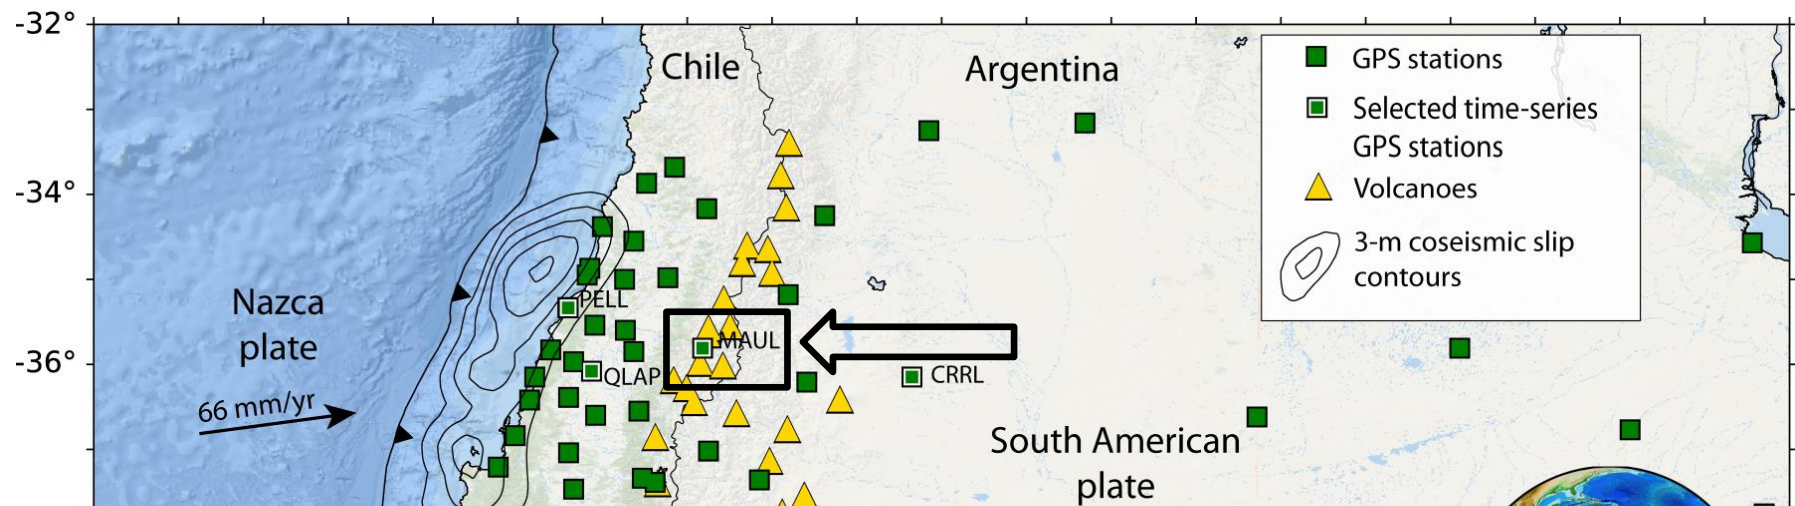 -32°
Chile
Argentina
GPS stations
Selected time-series
GPS stations
Volcanoes
3-m coseismic slip
contours
-34°
Nazca
plate
PELL
MAUL
-36°
QLAP
CRRL
66 mm/yr
South American
plate